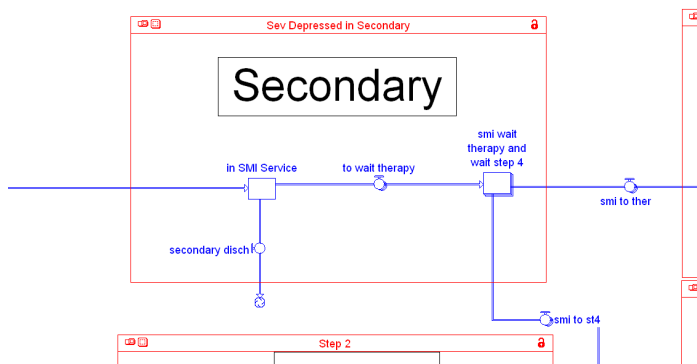 Sev Depressed in Secondary
Secondary
smi wait
therapy and
wait step 4
in SMI Service
to wait therapy
smi to ther
secondary disch
smi to st4
Step 2